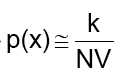 p(x) ≅ k/NV